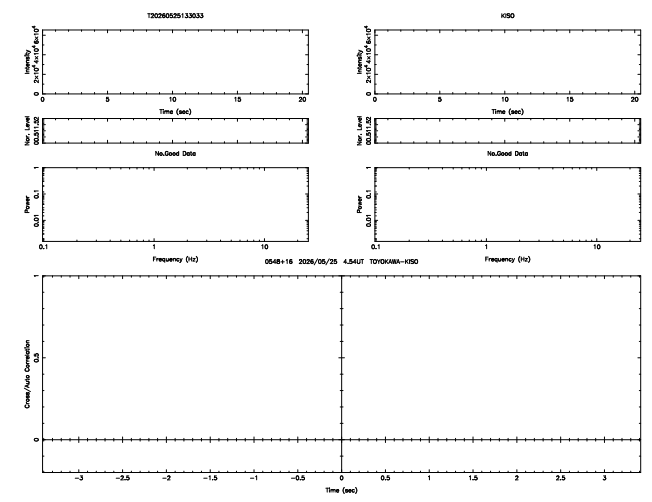 T20260525133033 KISO
Intensity 0 2×10⁴ 4×10⁴ 6×10⁴ Intensity 0 2×10⁴ 4×10⁴ 6×10⁴
0 5 10 15 20 0 5 10 15 20
Time (sec) Time (sec)
Nor. Level 00.511.52 Nor. Level 00.511.52
No.Good Data No.Good Data
Power 0.01 0.1 1 Power 0.01 0.1 1
0.1 1 10 0.1 1 10
Frequency (Hz) Frequency (Hz)
0548+16 2026/05/25 4.54UT TOYOKAWA-KISO
Cross/Auto Correlation 0 0.5 1
-3 -2.5 -2 -1.5 -1 -0.5 0 0.5 1 1.5 2 2.5 3
Time (sec)